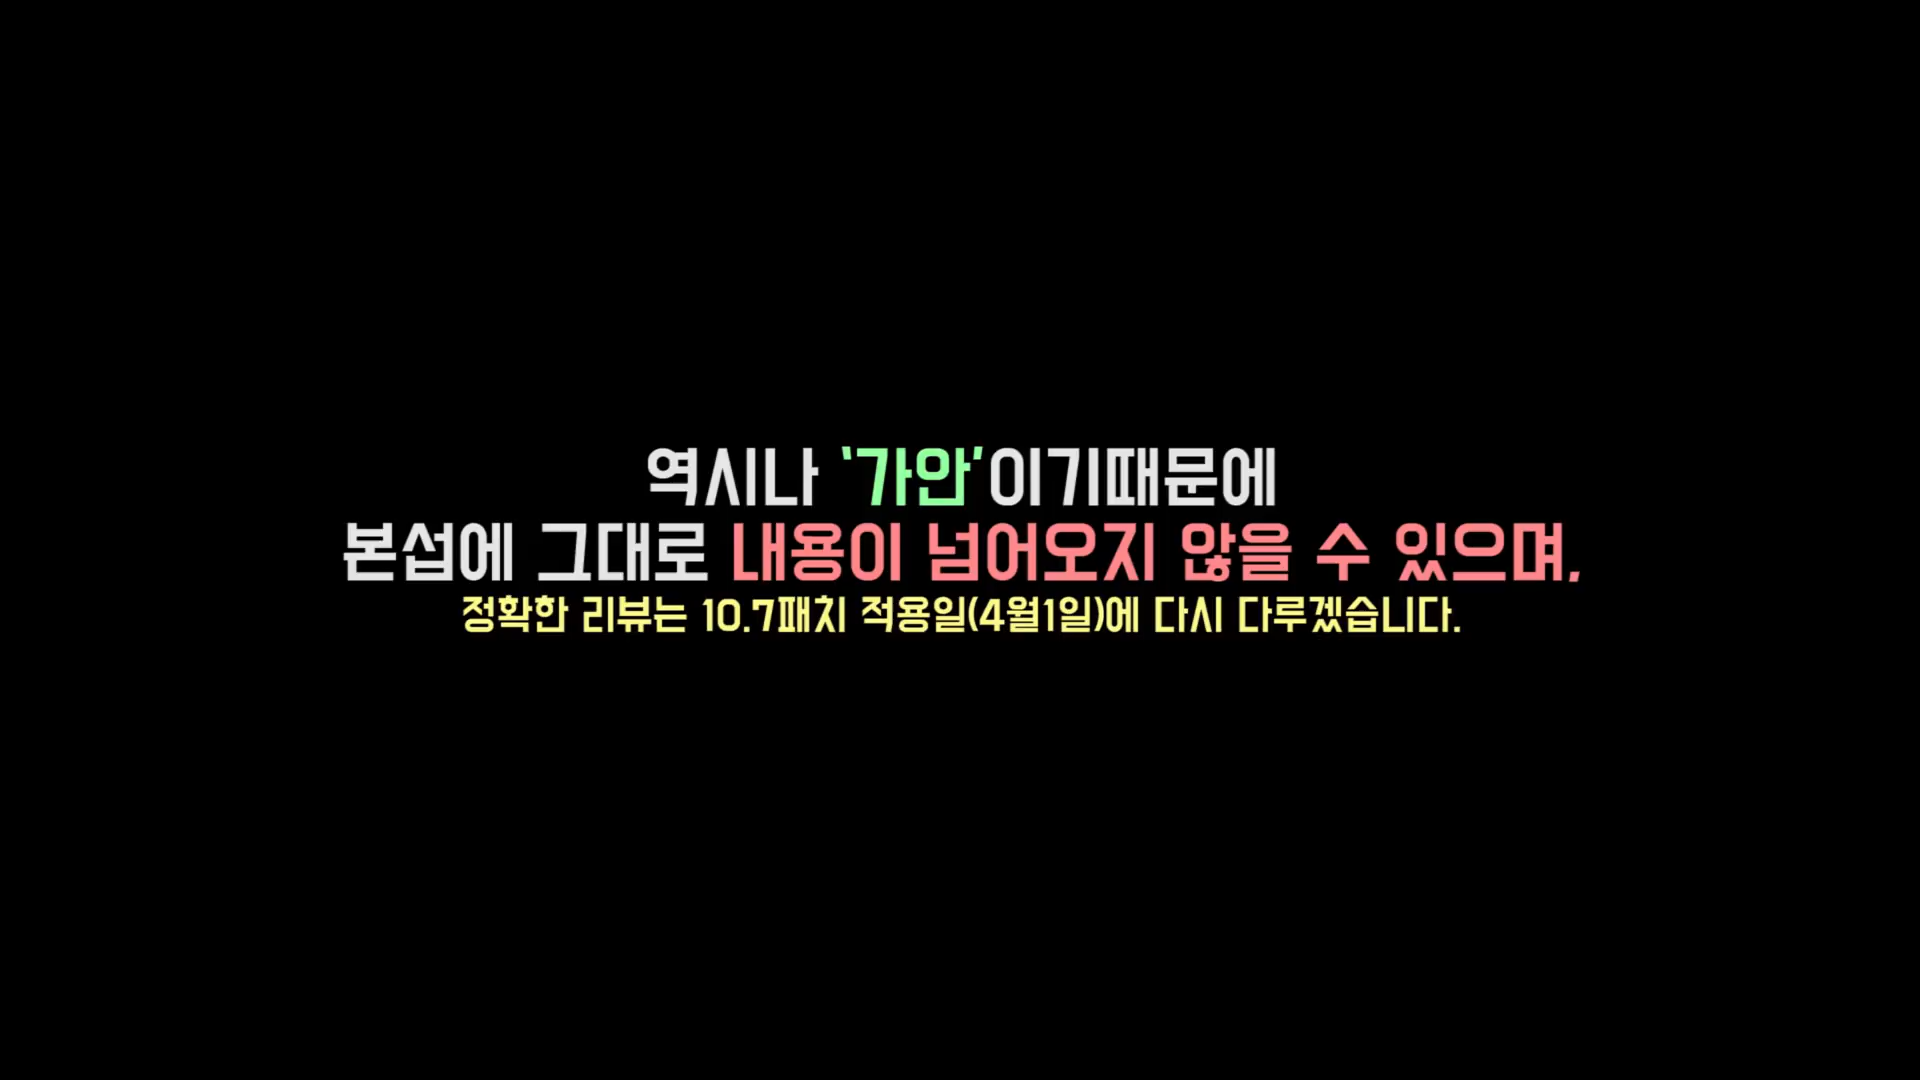 역시나 ‘가안’이기때문에
본섭에 그대로 내용이 넘어오지 않을 수 있으며,
정확한 리뷰는 10.7패치 적용일(4월1일)에 다시 다루겠습니다.